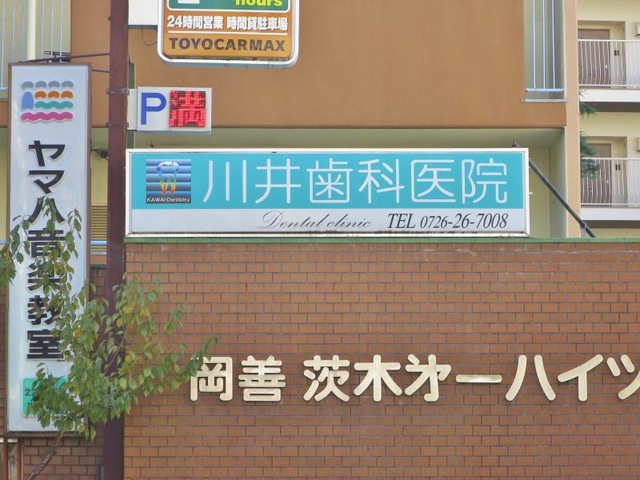 hours
24時間営業 時間貸駐車場
TOYOCARMAX
P 満
ヤマハ音楽教室
川井歯科医院
KAWAI Dentistry
Dental clinic TEL 0726-26-7008
岡善 茨木才一ハイツ